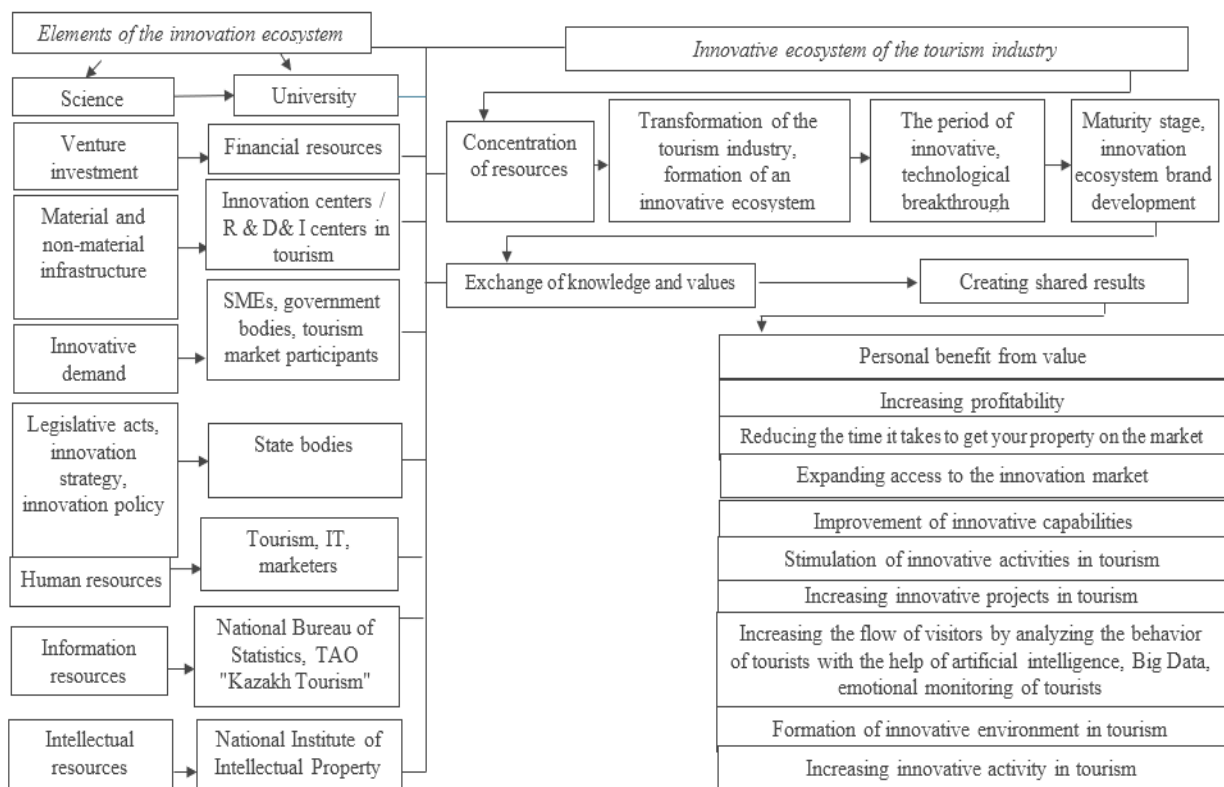 Elements of the innovation ecosystem
Science
University
Venture
investment
Financial resources
Material and
non-material
infrastructure
Innovation centers /
R & D& I centers in
tourism
Innovative
demand
SMEs, government
bodies, tourism
market participants
Legislative acts,
innovation
strategy,
innovation policy
State bodies
Human resources
Tourism, IT,
marketers
Information
resources
National Bureau of
Statistics, TAO
"Kazakh Tourism"
Intellectual
resources
National Institute of
Intellectual Property
Innovative ecosystem of the tourism industry
Concentration
of resources
Transformation of the
tourism industry,
formation of an
innovative ecosystem
The period of
innovative,
technological
breakthrough
Maturity stage,
innovation
ecosystem brand
development
Exchange of knowledge and values
Creating shared results
Personal benefit from value
Increasing profitability
Reducing the time it takes to get your property on the market
Expanding access to the innovation market
Improvement of innovative capabilities
Stimulation of innovative activities in tourism
Increasing innovative projects in tourism
Increasing the flow of visitors by analyzing the behavior
of tourists with the help of artificial intelligence, Big Data,
emotional monitoring of tourists
Formation of innovative environment in tourism
Increasing innovative activity in tourism